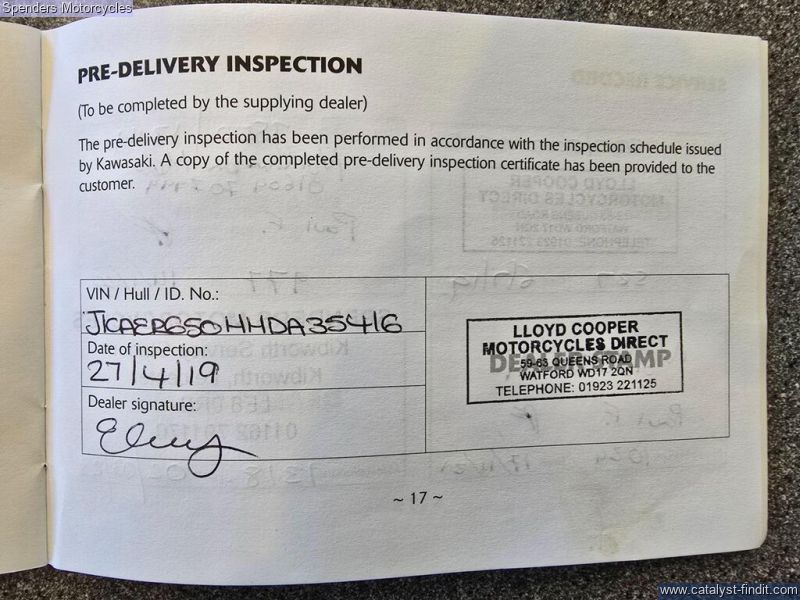 Spenders Motorcycles
PRE-DELIVERY INSPECTION
(To be completed by the supplying dealer)
The pre-delivery inspection has been performed in accordance with the inspection schedule issued
by Kawasaki. A copy of the completed pre-delivery inspection certificate has been provided to the
customer.
VIN / Hull / ID. No.:
JKAER650HHDA35416
Date of inspection:
27/4/19
Dealer signature:
LLOYD COOPER
MOTORCYCLES DIRECT
DEALER STAMP
59-63 QUEENS ROAD
WATFORD WD17 2QN
TELEPHONE: 01923 221125
~ 17 ~
www.catalyst-findit.com